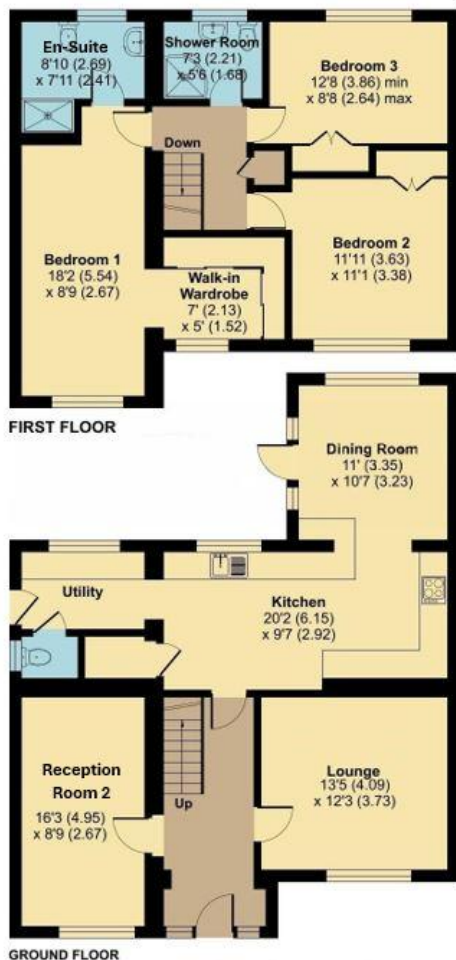 En-Suite
8'10 (2.69)
x 7'11 (2.41)
Shower Room
7'3 (2.21)
x 5'6 (1.68)
Bedroom 3
12'8 (3.86) min
x 8'8 (2.64) max
Down
Bedroom 1
18'2 (5.54)
x 8'9 (2.67)
Walk-in
Wardrobe
7' (2.13)
x 5' (1.52)
Bedroom 2
11'11 (3.63)
x 11'1 (3.38)
FIRST FLOOR
Dining Room
11' (3.35)
x 10'7 (3.23)
Utility
Kitchen
20'2 (6.15)
x 9'7 (2.92)
Reception
Room 2
16'3 (4.95)
x 8'9 (2.67)
Up
Lounge
13'5 (4.09)
x 12'3 (3.73)
GROUND FLOOR